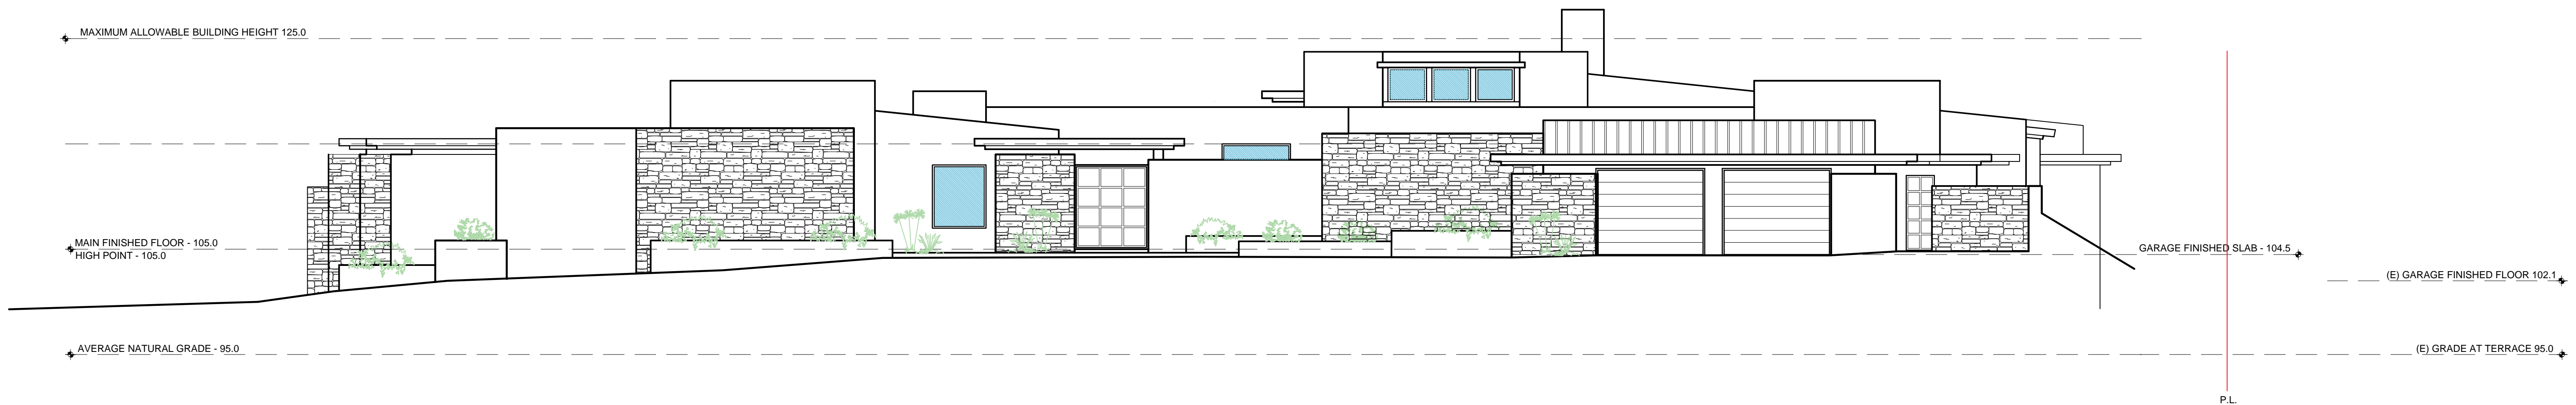 MAXIMUM ALLOWABLE BUILDING HEIGHT 125.0
MAIN FINISHED FLOOR - 105.0
HIGH POINT - 105.0
GARAGE FINISHED SLAB - 104.5
(E) GARAGE FINISHED FLOOR 102.1
AVERAGE NATURAL GRADE - 95.0
(E) GRADE AT TERRACE 95.0
P.L.